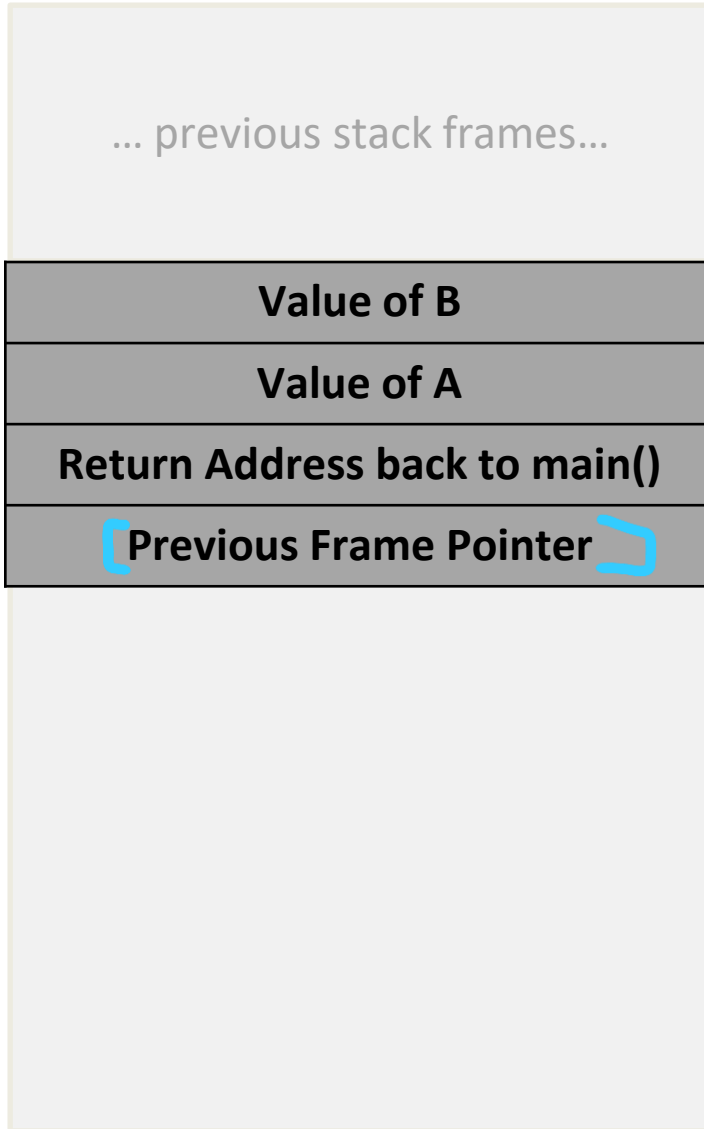 ... previous stack frames...
Value of B
Value of A
Return Address back to main()
[Previous Frame Pointer]